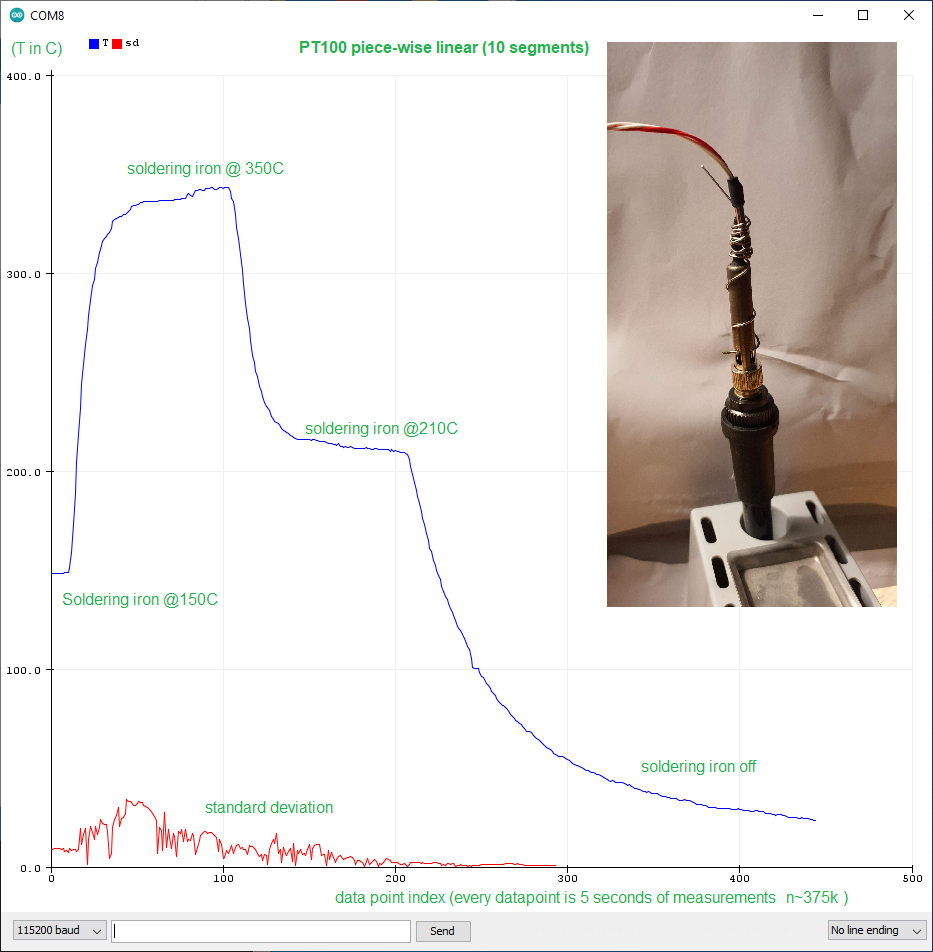 COM8
(T in C)
T sd
PT100 piece-wise linear (10 segments)
400.0
soldering iron @ 350C
300.0
soldering iron @210C
200.0
Soldering iron @150C
100.0
soldering iron off
standard deviation
0.0
0 100 200 300 400 500
data point index (every datapoint is 5 seconds of measurements n~375k )
115200 baud
Send
No line ending